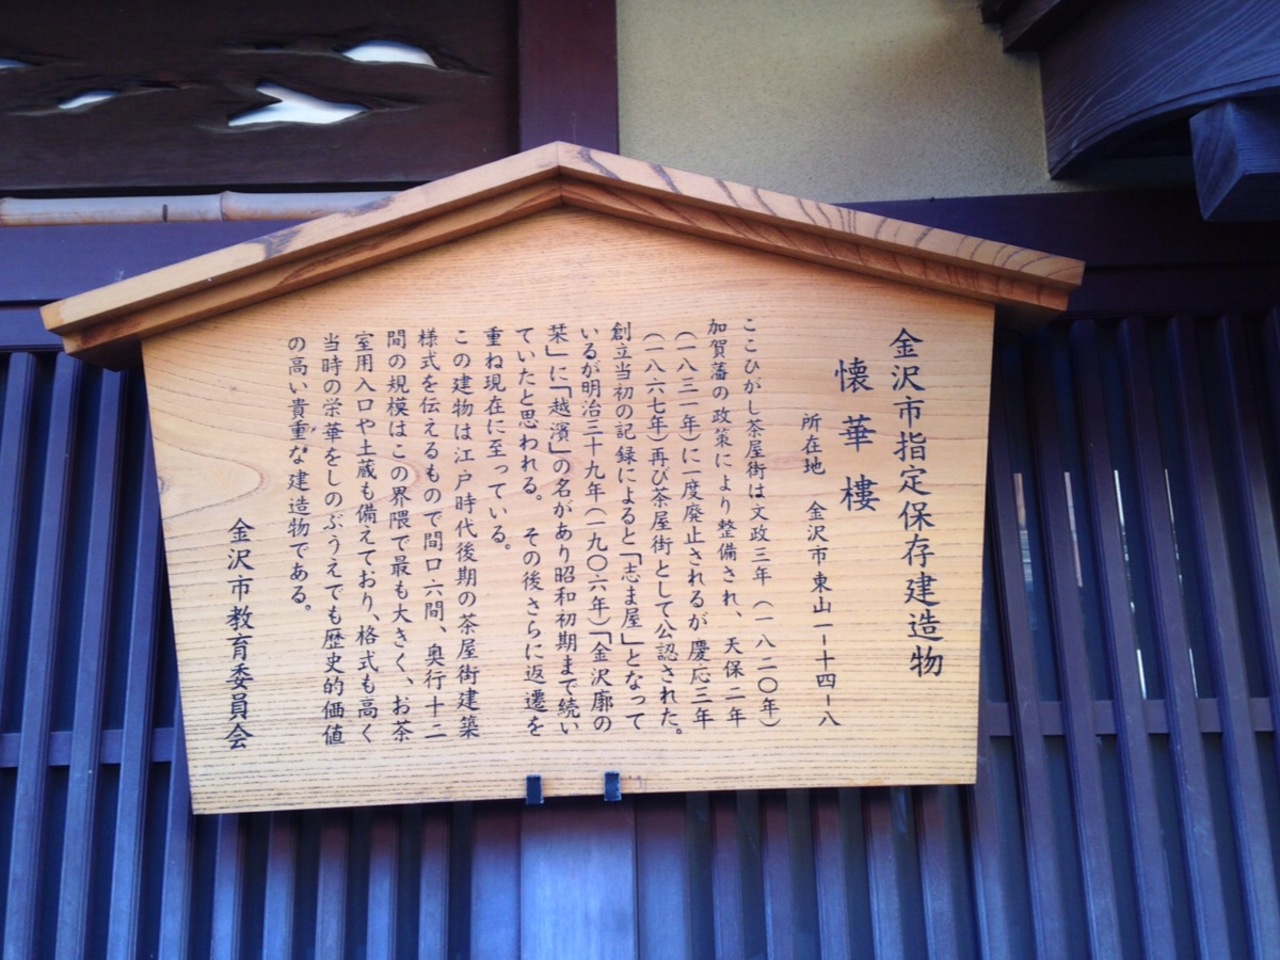 金沢市指定保存建造物
懐華樓
所在地 金沢市東山一ー十四ー八
ここひがし茶屋街は文政三年(一八二〇年)
加賀藩の政策により整備され、天保二年
(一八三一年)に一度廃止されるが慶応三年
(一八六七年)再び茶屋街として公認された。
創立当初の記録によると「志ま屋」となって
いるが明治三十九年(一九〇六年)「金沢廓の
栞」に「越濱」の名があり昭和初期まで続い
ていたと思われる。その後さらに返遷を
重ね現在に至っている。
この建物は江戸時代後期の茶屋街建築
様式を伝えるもので間口六間、奥行十二
間の規模はこの界隈で最も大きく、お茶
室用入口や土蔵も備えており、格式も高く
当時の栄華をしのぶうえでも歴史的価値
の高い貴重な建造物である。
金沢市教育委員会